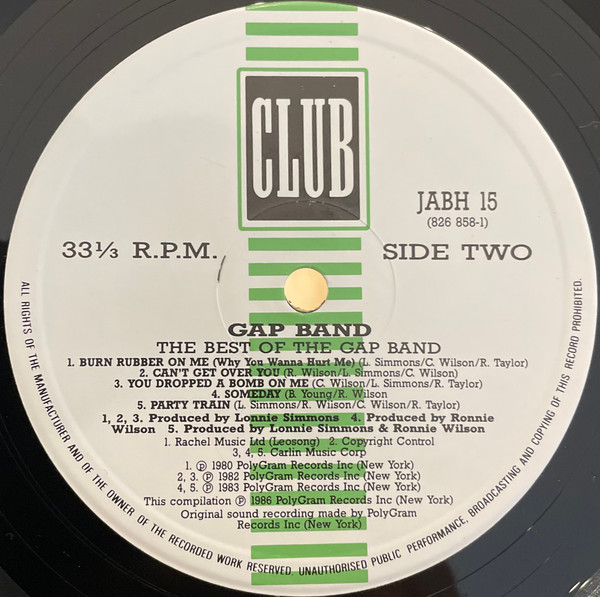 CLUB
JABH 15
(826 858-1)
33⅓ R.P.M.
SIDE TWO
GAP BAND
THE BEST OF THE GAP BAND
1. BURN RUBBER ON ME (Why You Wanna Hurt Me) (L. Simmons/C. Wilson/R. Taylor)
2. CAN'T GET OVER YOU (R. Wilson/L. Simmons/C. Wilson)
3. YOU DROPPED A BOMB ON ME (C. Wilson/L. Simmons/R. Taylor)
4. SOMEDAY (B. Young/R. Wilson
5. PARTY TRAIN (L. Simmons/R. Wilson/C. Wilson/R. Taylor)
1, 2, 3. Produced by Lonnie Simmons 4. Produced by Ronnie
Wilson 5. Produced by Lonnie Simmons & Ronnie Wilson
1. Rachel Music Ltd (Leosong) 2. Copyright Control
3, 4, 5. Carlin Music Corp
1. ℗ 1980 PolyGram Records Inc (New York)
2, 3. ℗ 1982 PolyGram Records Inc (New York)
4, 5. ℗ 1983 PolyGram Records Inc (New York)
This compilation ℗ 1986 PolyGram Records Inc (New York)
Original sound recording made by PolyGram
Records Inc (New York)
ALL RIGHTS OF THE MANUFACTURER AND OF THE OWNER OF THE RECORDED WORK RESERVED. UNAUTHORISED PUBLIC PERFORMANCE, BROADCASTING AND COPYING OF THIS RECORD PROHIBITED.